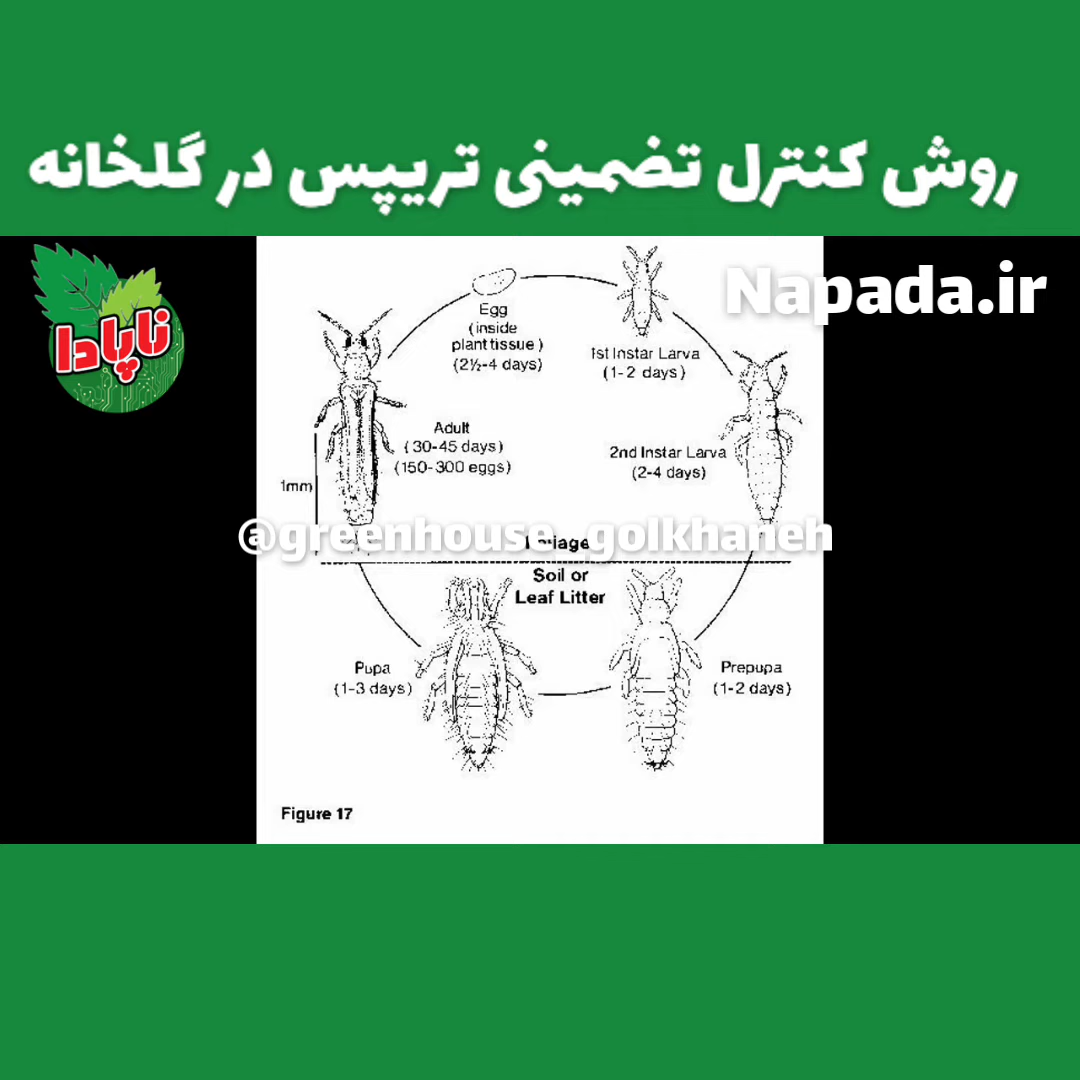 روش کنترل تضمینی تریپس در گلخانه
ناپادا
Napada.ir
Egg
(inside
plant tissue)
(2½-4 days)
1st Instar Larva
(1-2 days)
Adult
(30-45 days)
(150-300 eggs)
2nd Instar Larva
(2-4 days)
1mm
@greenhouse_golkhaneh
Foliage
Soil or
Leaf Litter
Pupa
(1-3 days)
Prepupa
(1-2 days)
Figure 17